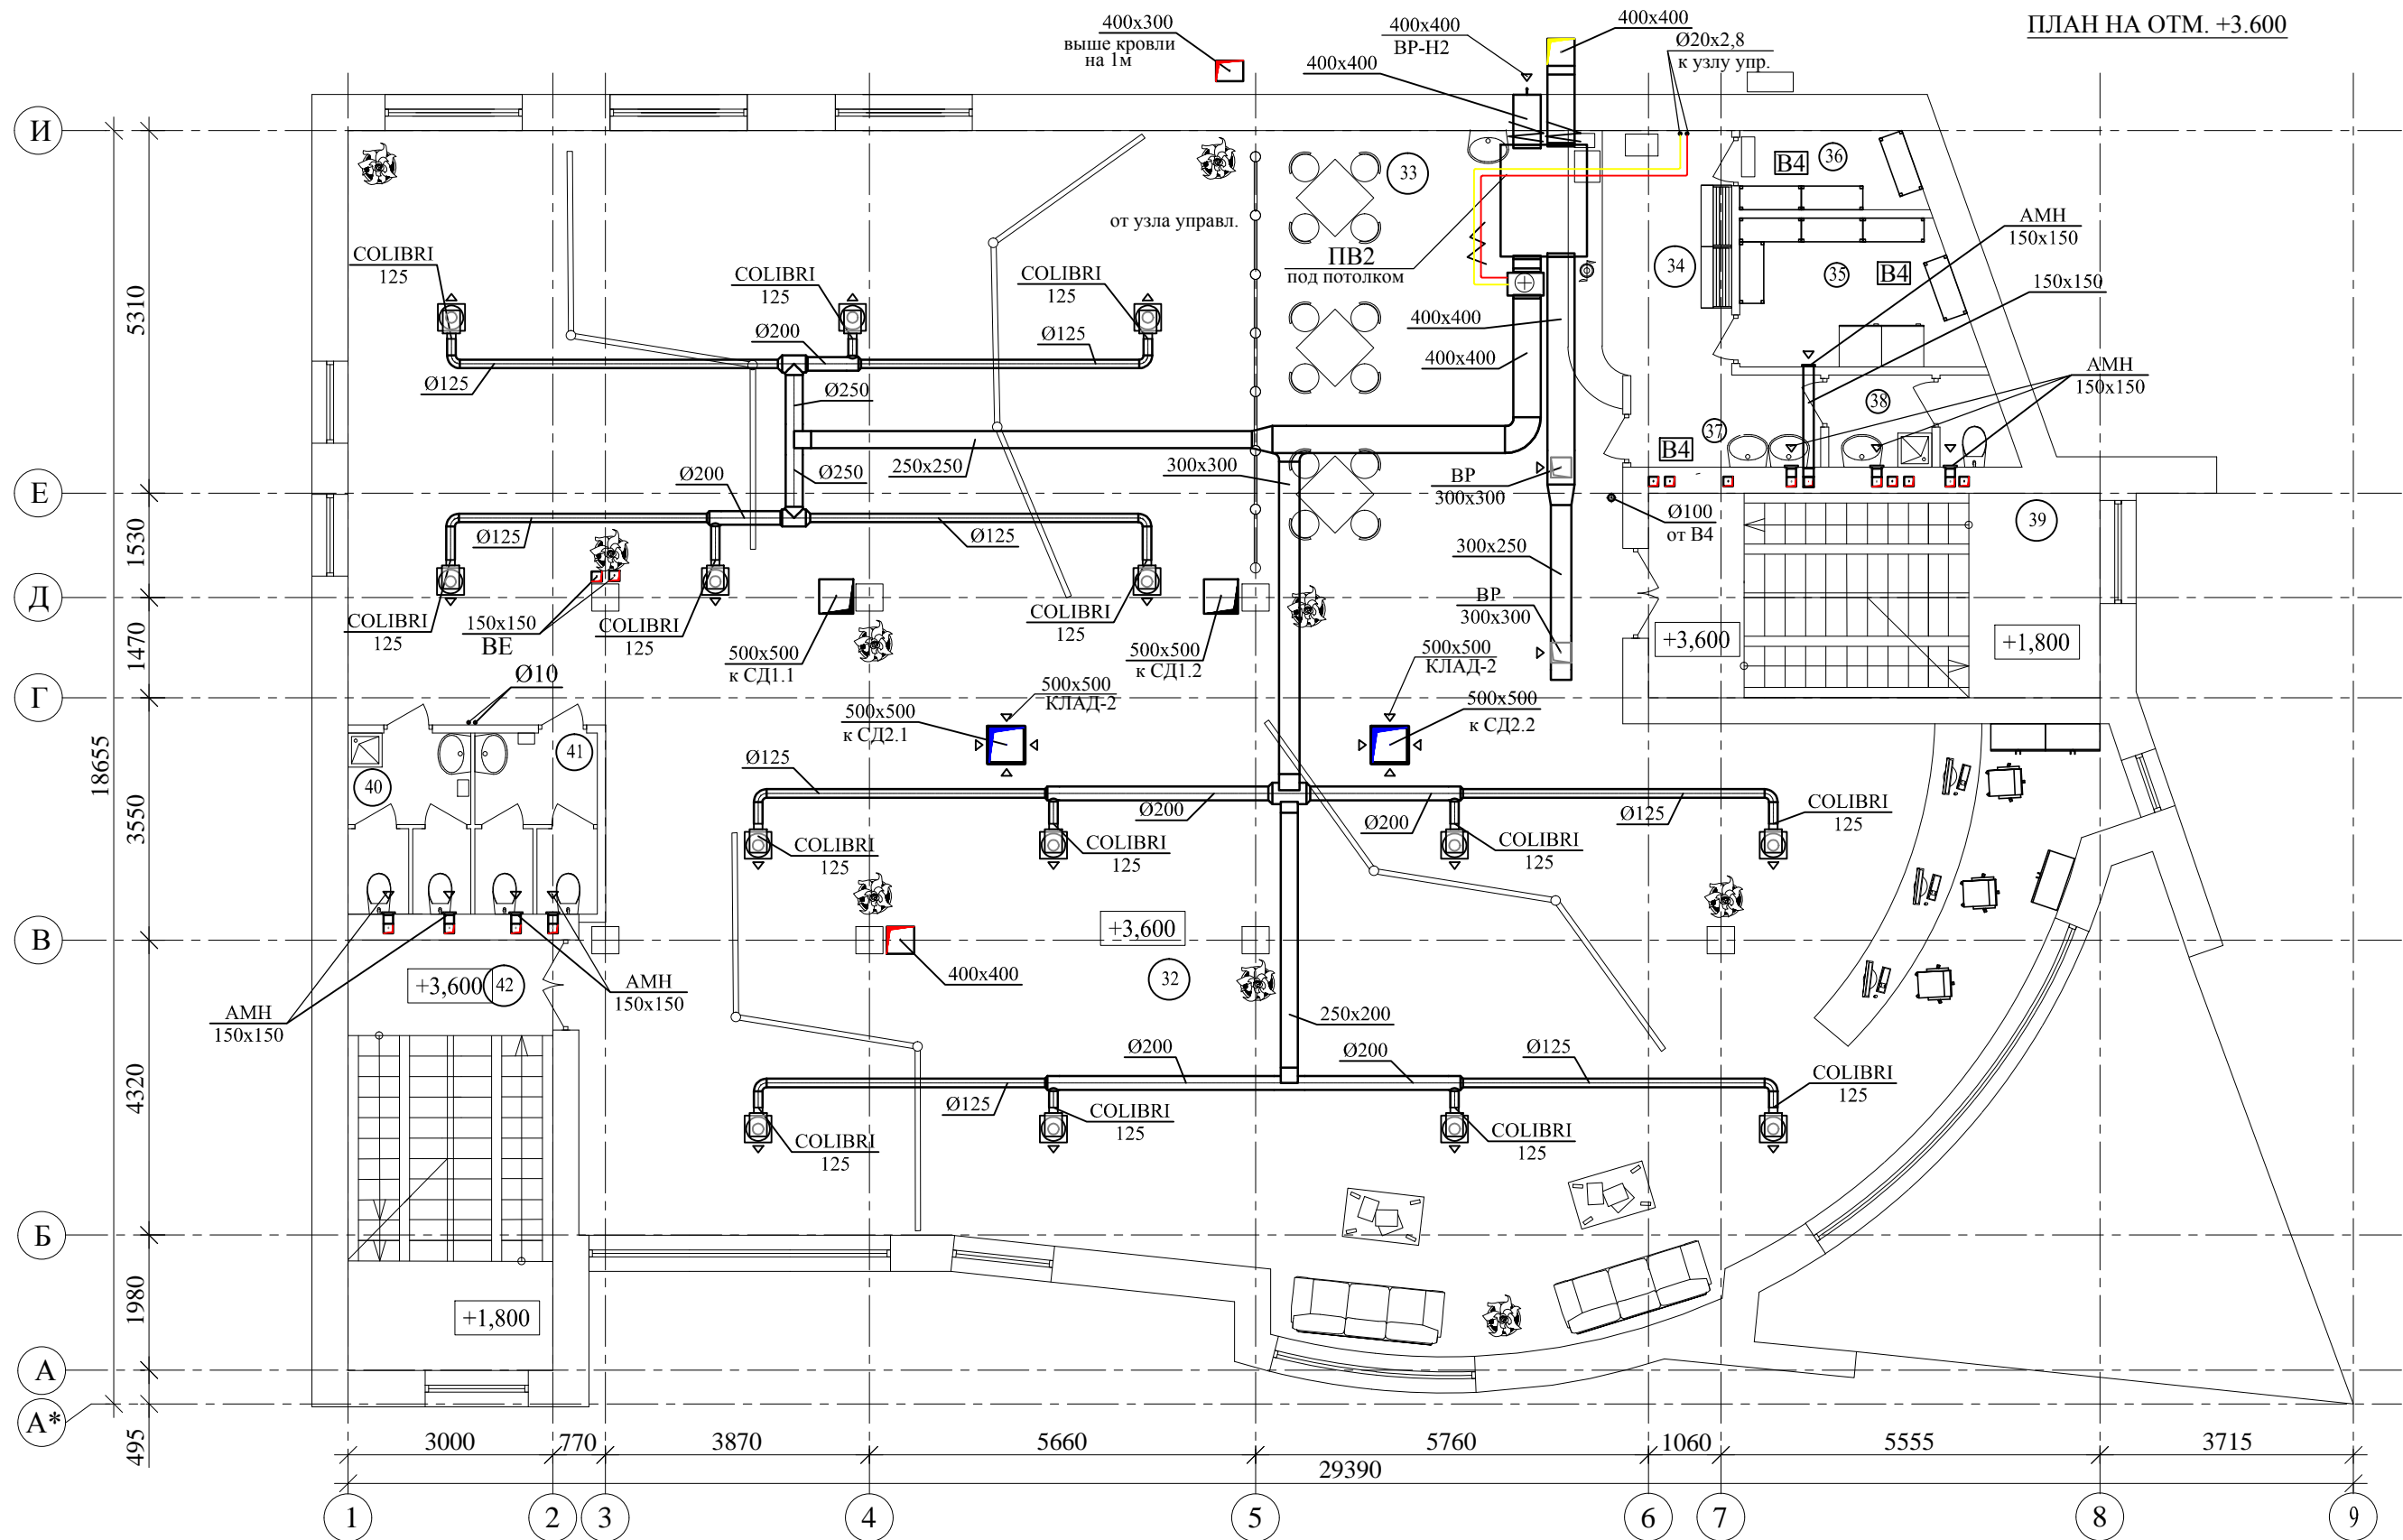 ПЛАН НА ОТМ. +3.600
400x300
выше кровли
на 1м
400x400
ВР-Н2
400x400
400x400
Ø20x2,8
к узлу упр.
И
33
В4
36
от узла управл.
АМН
150x150
COLIBRI
125
COLIBRI
125
COLIBRI
125
ПВ2
под потолком
34
35
В4
150x150
5310
Ø200
Ø125
400x400
400x400
Ø125
Ø250
АМН
150x150
38
37
В4
Ø250
250x250
300x300
ВР
300x300
Ø200
Е
Ø125
Ø125
Ø100
от В4
39
1530
300x250
Д
COLIBRI
125
150x150
ВЕ
COLIBRI
125
COLIBRI
125
ВР
300x300
1470
500x500
к СД1.1
500x500
к СД1.2
500x500
КЛАД-2
+3,600
+1,800
Г
Ø10
500x500
КЛАД-2
500x500
к СД2.1
500x500
к СД2.2
18655
41
40
Ø125
Ø200
Ø200
Ø125
COLIBRI
125
3550
COLIBRI
125
COLIBRI
125
COLIBRI
125
В
+3,600
400x400
32
+3,600
42
АМН
150x150
АМН
150x150
250x200
4320
Ø200
Ø200
Ø125
COLIBRI
125
Ø125
COLIBRI
125
COLIBRI
125
COLIBRI
125
Б
1980
+1,800
А
А*
495
3000
770
3870
5660
5760
1060
5555
3715
29390
1
2
3
4
5
6
7
8
9